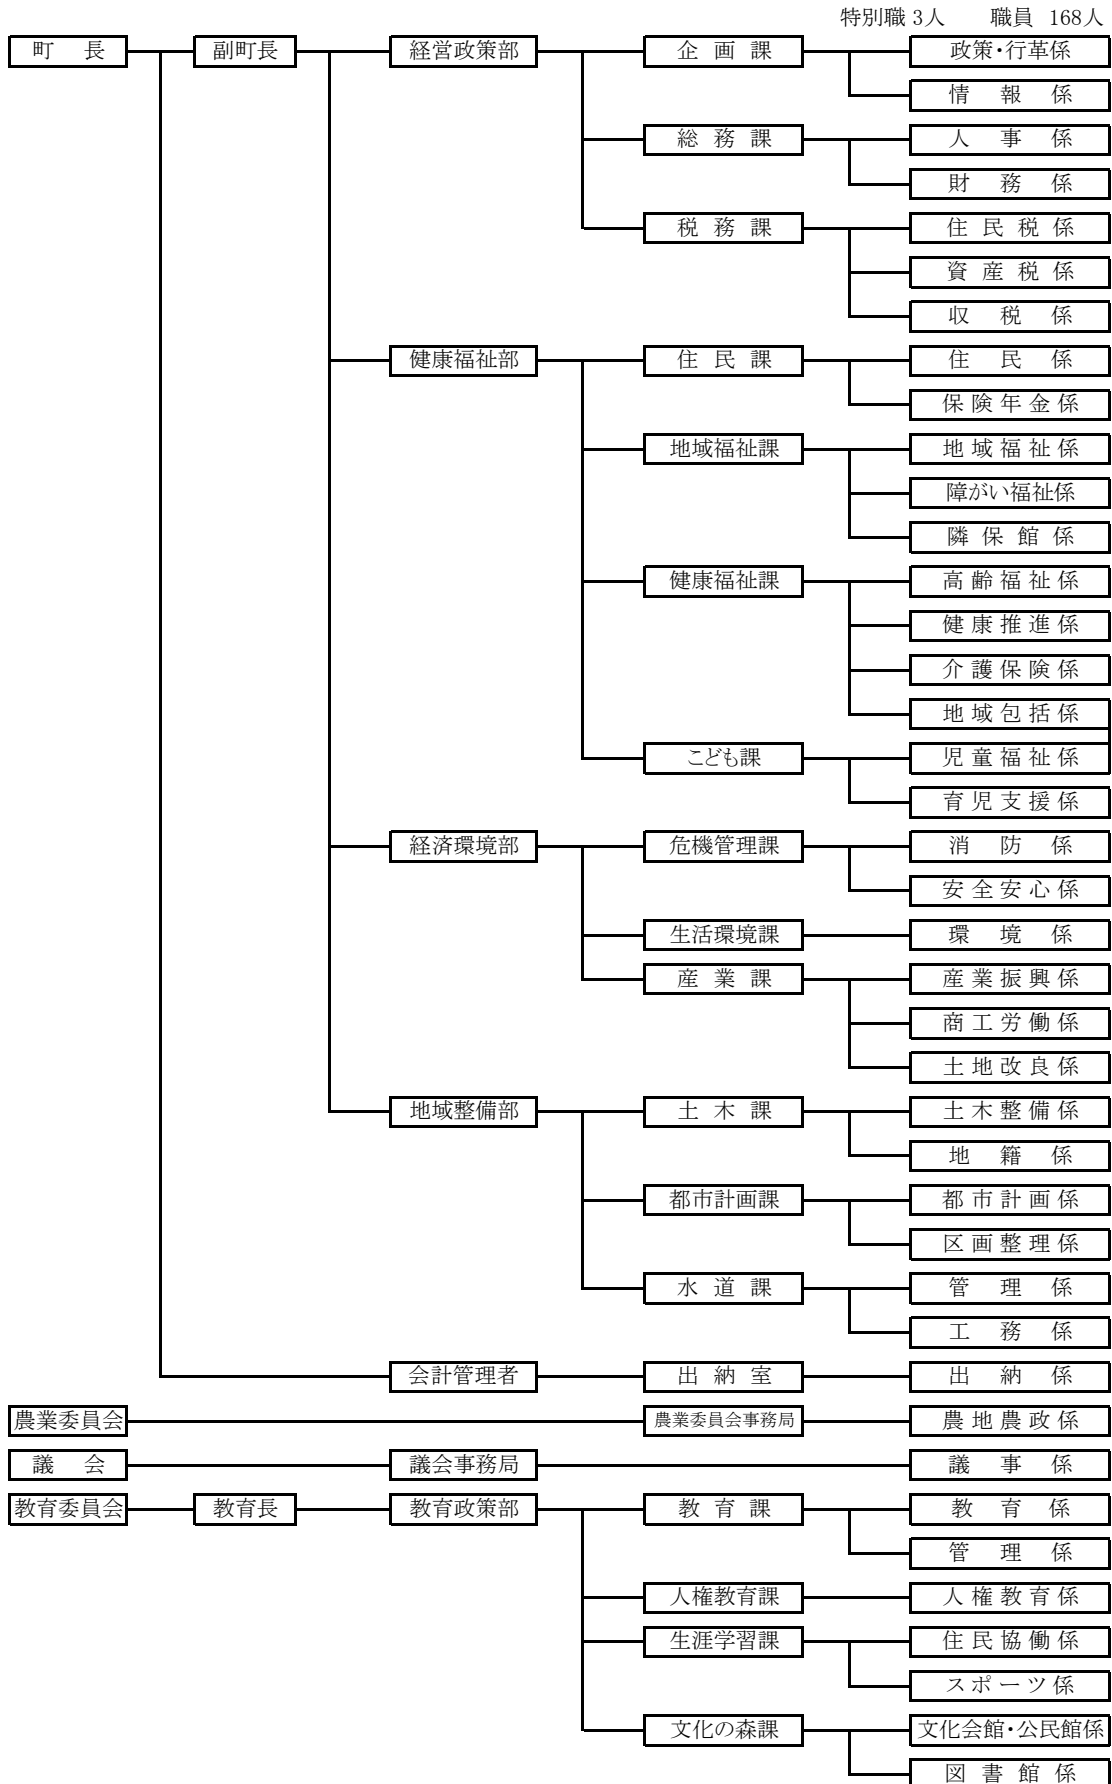 特別職 3人　職員 168人
町長　副町長　経営政策部　企画課　政策・行革係
情報係
総務課　人事係
財務係
税務課　住民税係
資産税係
収税係
健康福祉部　住民課　住民係
保険年金係
地域福祉課　地域福祉係
障がい福祉係
隣保館係
健康福祉課　高齢福祉係
健康推進係
介護保険係
地域包括係
こども課　児童福祉係
育児支援係
経済環境部　危機管理課　消防係
安全安心係
生活環境課　環境係
産業課　産業振興係
商工労働係
土地改良係
地域整備部　土木課　土木整備係
地籍係
都市計画課　都市計画係
区画整理係
水道課　管理係
工務係
会計管理者　出納室　出納係
農業委員会　農業委員会事務局　農地農政係
議会　議会事務局　議事係
教育委員会　教育長　教育政策部　教育課　教育係
管理係
人権教育課　人権教育係
生涯学習課　住民協働係
スポーツ係
文化の森課　文化会館・公民館係
図書館係